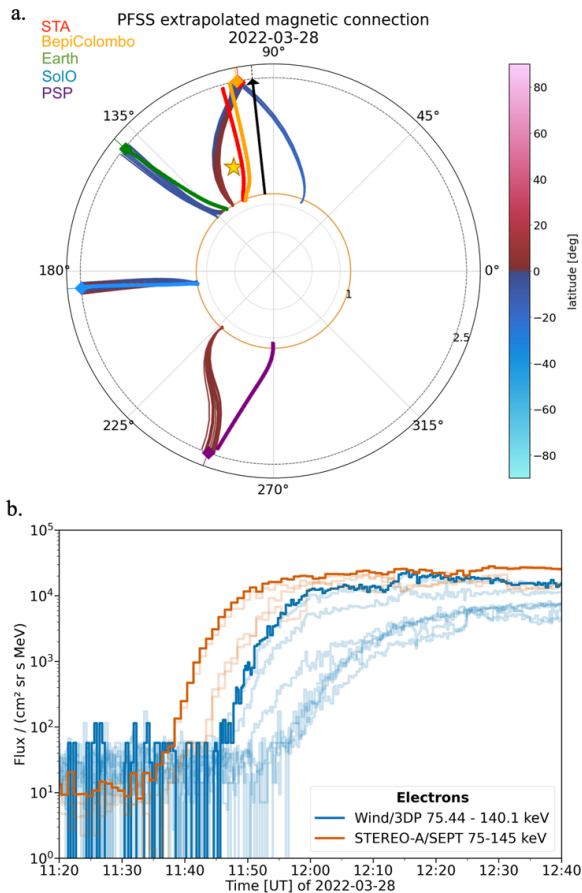 a.
PFSS extrapolated magnetic connection
2022-03-28
STA
BepiColombo
Earth
SolO
PSP
90°
135°
45°
180°
0°
1
2.5
225°
315°
270°
80
60
40
20
0
−20
−40
−60
−80
latitude [deg]
b.
10⁵
10⁴
10³
10²
10¹
10⁰
Flux / (cm² sr s MeV)
Electrons
Wind/3DP 75.44 - 140.1 keV
STEREO-A/SEPT 75-145 keV
11:20 11:30 11:40 11:50 12:00 12:10 12:20 12:30 12:40
Time [UT] of 2022-03-28